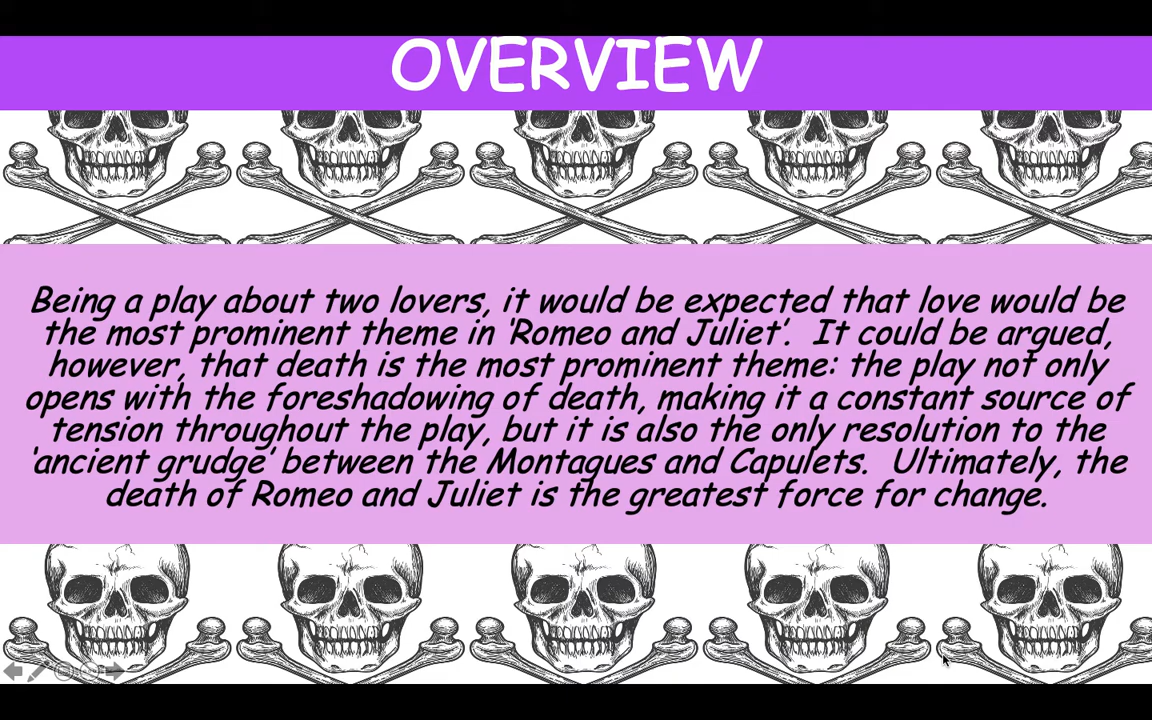 OVERVIEW
Being a play about two lovers, it would be expected that love would be
the most prominent theme in ‘Romeo and Juliet’.  It could be argued,
however, that death is the most prominent theme: the play not only
opens with the foreshadowing of death, making it a constant source of
tension throughout the play, but it is also the only resolution to the
‘ancient grudge’ between the Montagues and Capulets.  Ultimately, the
death of Romeo and Juliet is the greatest force for change.